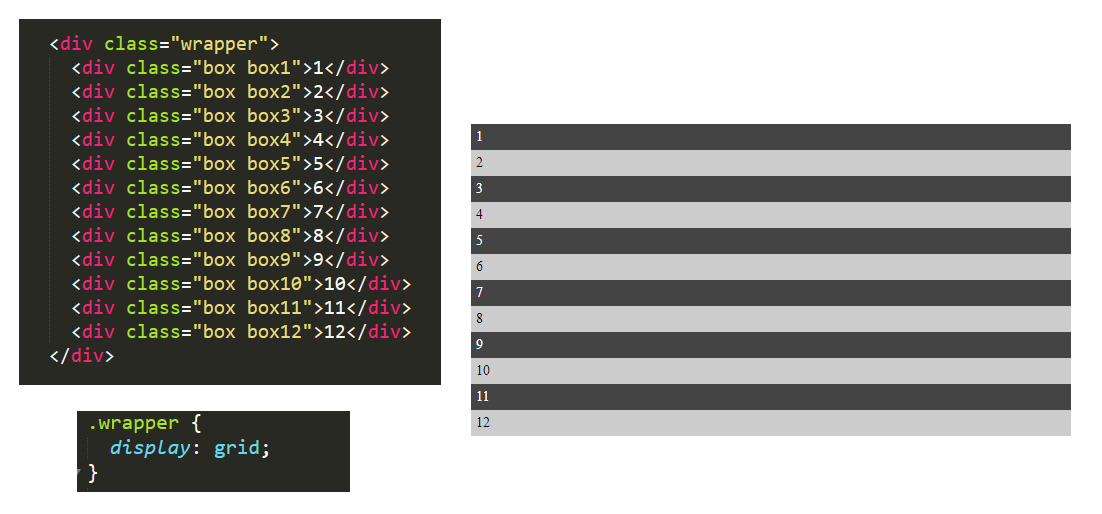 <div class="wrapper">
  <div class="box box1">1</div>
  <div class="box box2">2</div>
  <div class="box box3">3</div>
  <div class="box box4">4</div>
  <div class="box box5">5</div>
  <div class="box box6">6</div>
  <div class="box box7">7</div>
  <div class="box box8">8</div>
  <div class="box box9">9</div>
  <div class="box box10">10</div>
  <div class="box box11">11</div>
  <div class="box box12">12</div>
</div>
.wrapper {
  display: grid;
}
1
2
3
4
5
6
7
8
9
10
11
12